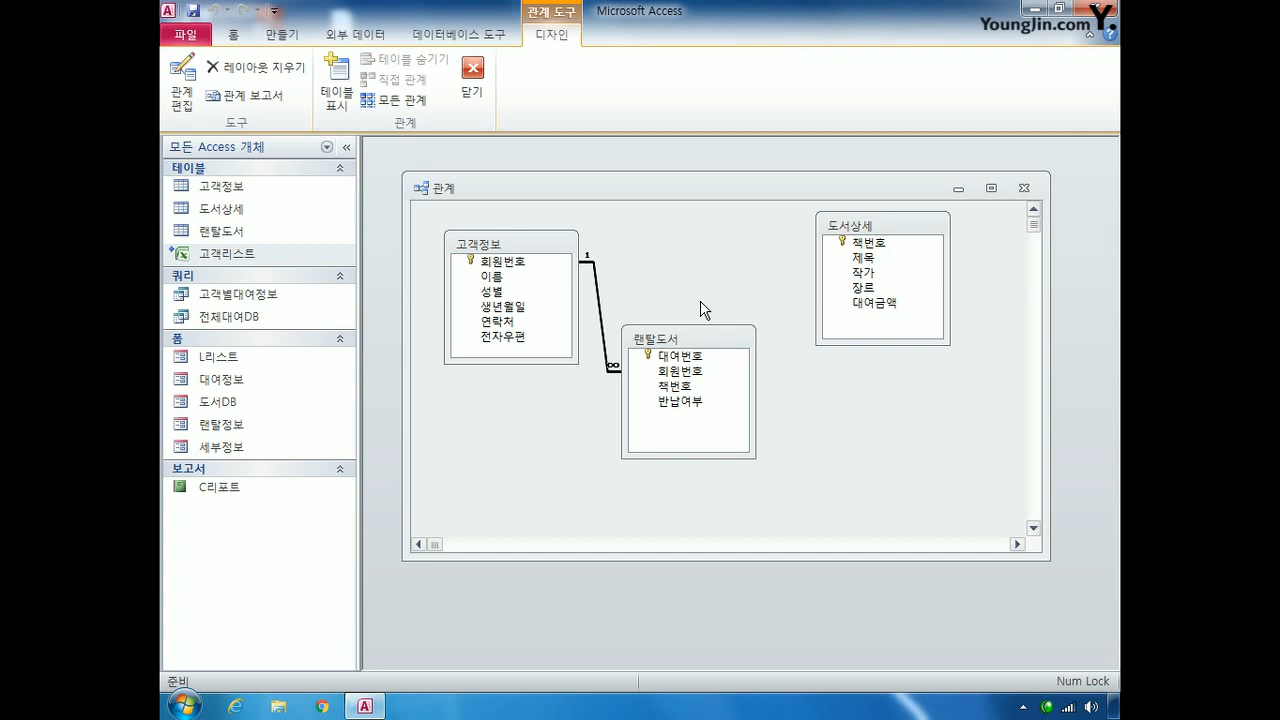 관계 도구
Microsoft Access
YoungJin.com Y.
파일 홈 만들기 외부 데이터 데이터베이스 도구 디자인
관계 편집
레이아웃 지우기
관계 보고서
도구
테이블 표시
테이블 숨기기
직접 관계
모든 관계
닫기
관계
모든 Access 개체
테이블
고객정보
도서상세
랜탈도서
고객리스트
쿼리
고객별대여정보
전체대여DB
폼
L리스트
대여정보
도서DB
랜탈정보
세부정보
보고서
C리포트
관계
고객정보
회원번호
이름
성별
생년월일
연락처
전자우편
1
∞
랜탈도서
대여번호
회원번호
책번호
반납여부
도서상세
책번호
제목
작가
장르
대여금액
준비
Num Lock